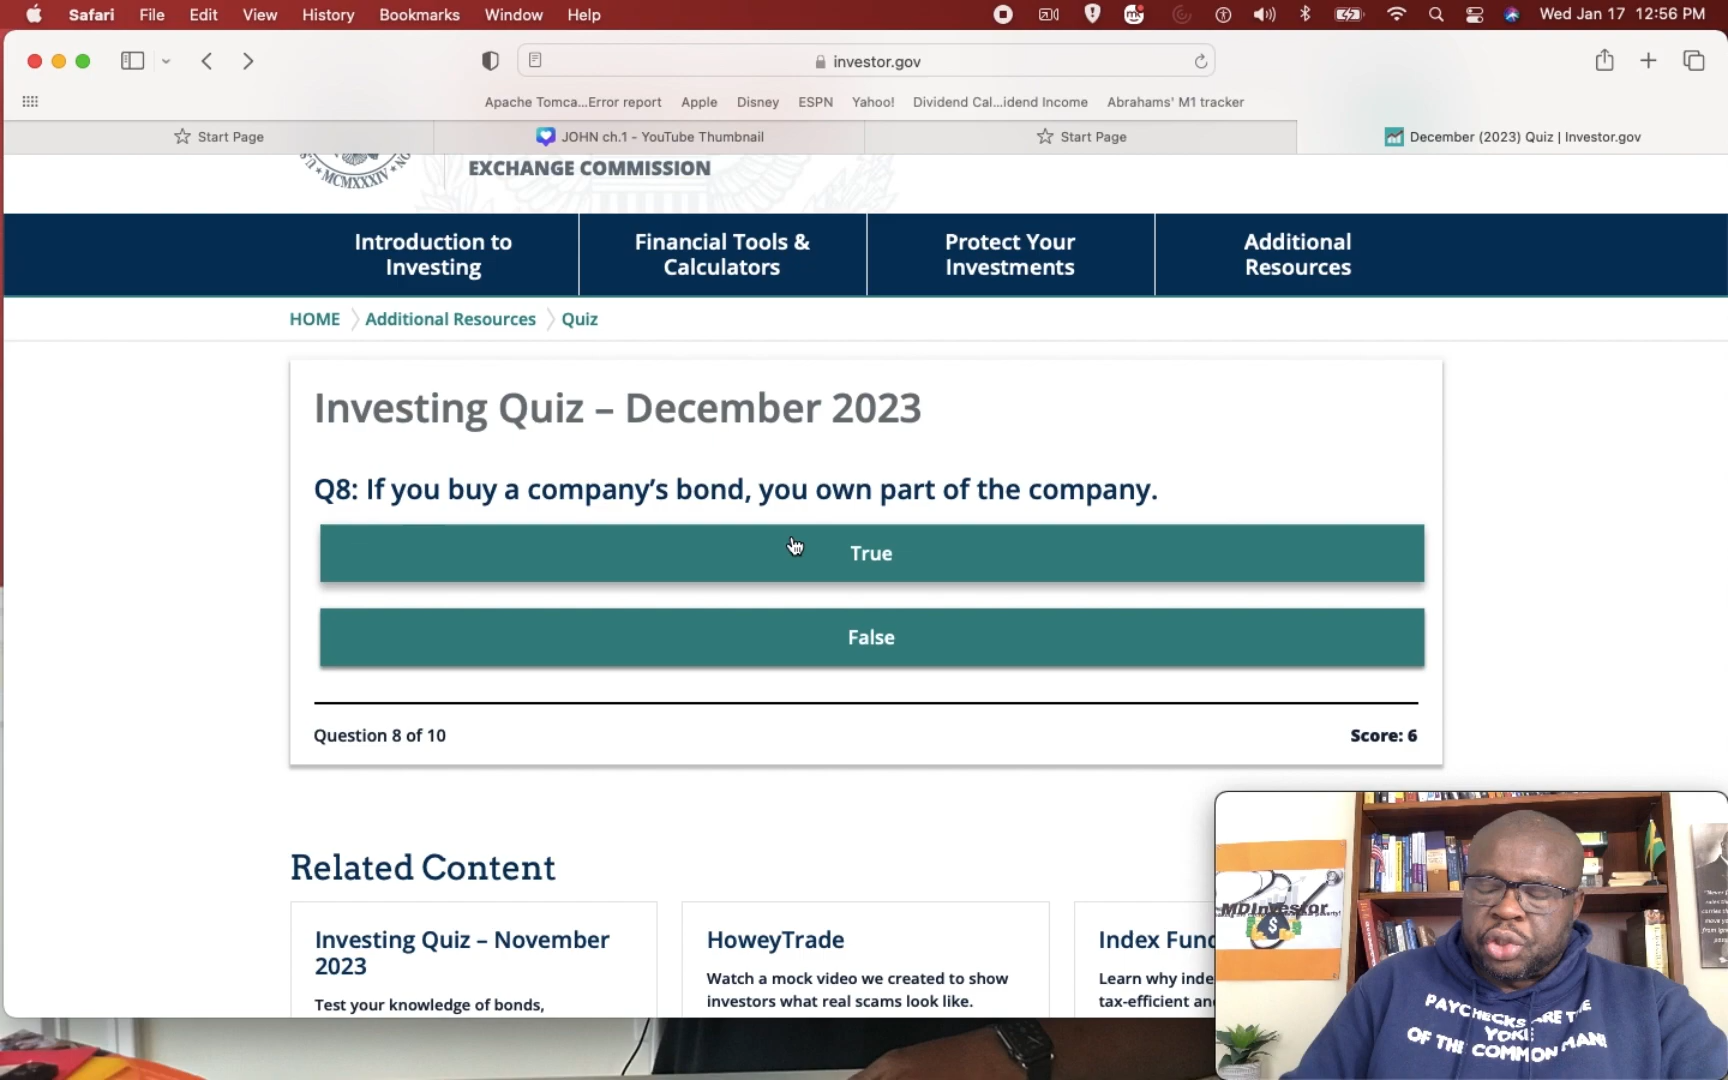 Safari File Edit View History Bookmarks Window Help Wed Jan 17 12:56 PM
investor.gov
Apache Tomca...Error report Apple Disney ESPN Yahoo! Dividend Cal...idend Income Abrahams' M1 tracker
Start Page JOHN ch.1 - YouTube Thumbnail Start Page December (2023) Quiz | Investor.gov
MCMXXXIV
EXCHANGE COMMISSION
Introduction to
Investing
Financial Tools &
Calculators
Protect Your
Investments
Additional
Resources
HOME Additional Resources Quiz
Investing Quiz – December 2023
Q8: If you buy a company's bond, you own part of the company.
True
False
Question 8 of 10 Score: 6
Related Content
Investing Quiz – November
2023
Test your knowledge of bonds,
HoweyTrade
Watch a mock video we created to show
investors what real scams look like.
Index Fund
Learn why inde
tax-efficient an
MDInvestor
PAYCHECKS ARE THE
YOKE
OF THE COMMON MAN!